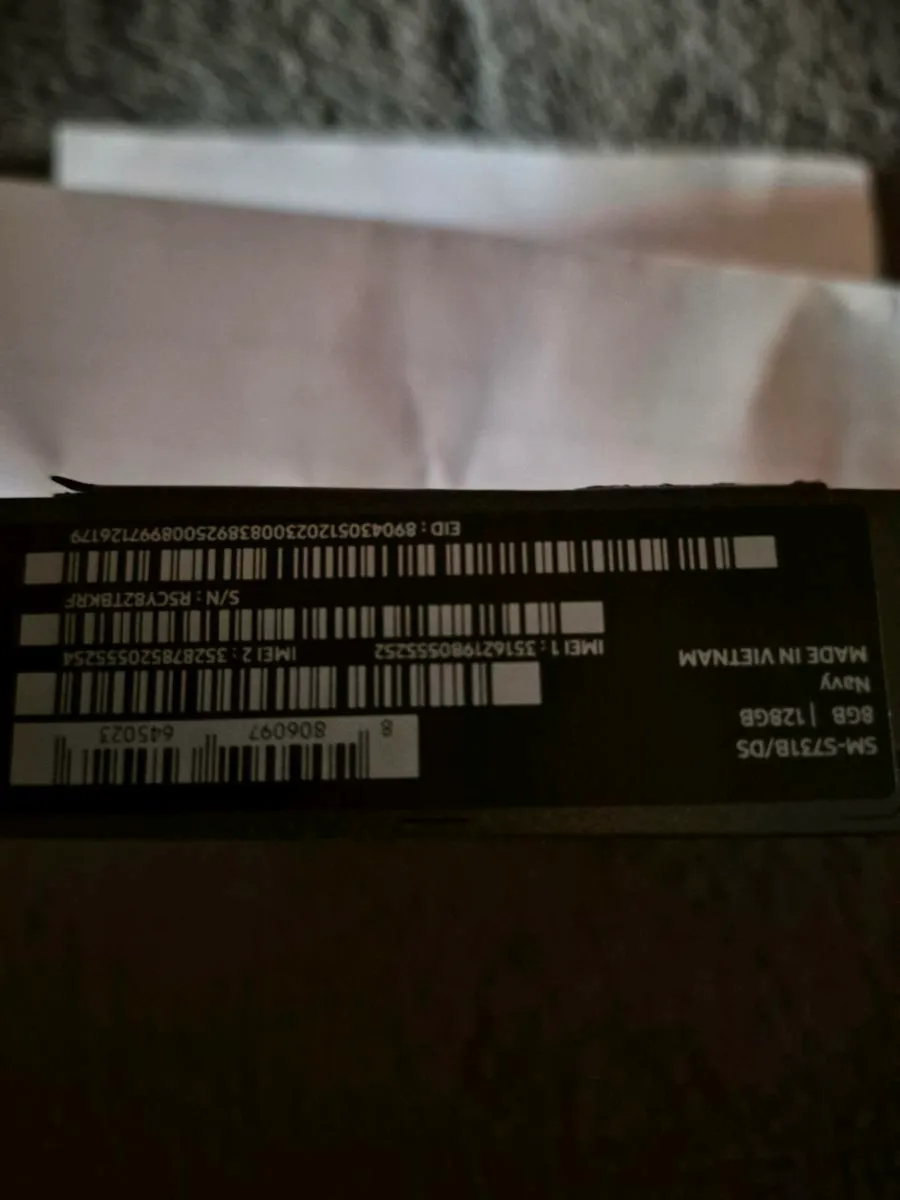 SM-S731B/DS
8GB | 128GB
Navy
MADE IN VIETNAM
8 806097 645023
IMEI 1 : 351621980555252 IMEI 2 : 352878520555254
S/N : R5CY82TBKRF
EID : 89043051202300838925008997126179